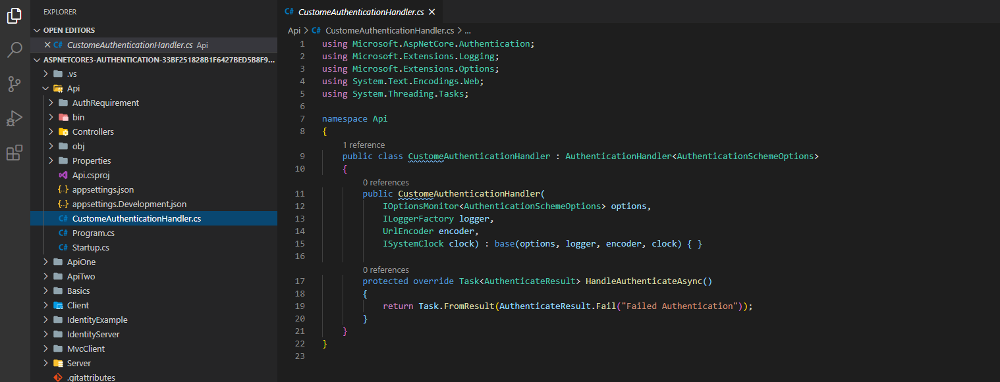 EXPLORER
OPEN EDITORS
CustomeAuthenticationHandler.cs Api
ASPNETCORE3-AUTHENTICATION-33BF251828B1F6427BED5B8F9...
.vs
Api
AuthRequirement
bin
Controllers
obj
Properties
Api.csproj
{..} appsettings.json
{..} appsettings.Development.json
C# CustomeAuthenticationHandler.cs
C# Program.cs
C# Startup.cs
ApiOne
ApiTwo
Basics
Client
IdentityExample
IdentityServer
MvcClient
Server
.gitattributes
C# CustomeAuthenticationHandler.cs
Api > C# CustomeAuthenticationHandler.cs > ...
1 using Microsoft.AspNetCore.Authentication;
2 using Microsoft.Extensions.Logging;
3 using Microsoft.Extensions.Options;
4 using System.Text.Encodings.Web;
5 using System.Threading.Tasks;
6
7 namespace Api
8 {
1 reference
9 public class CustomeAuthenticationHandler : AuthenticationHandler<AuthenticationSchemeOptions>
10 {
0 references
11 public CustomeAuthenticationHandler(
12 IOptionsMonitor<AuthenticationSchemeOptions> options,
13 ILoggerFactory logger,
14 UrlEncoder encoder,
15 ISystemClock clock) : base(options, logger, encoder, clock) { }
16
0 references
17 protected override Task<AuthenticateResult> HandleAuthenticateAsync()
18 {
19 return Task.FromResult(AuthenticateResult.Fail("Failed Authentication"));
20 }
21 }
22 }
23